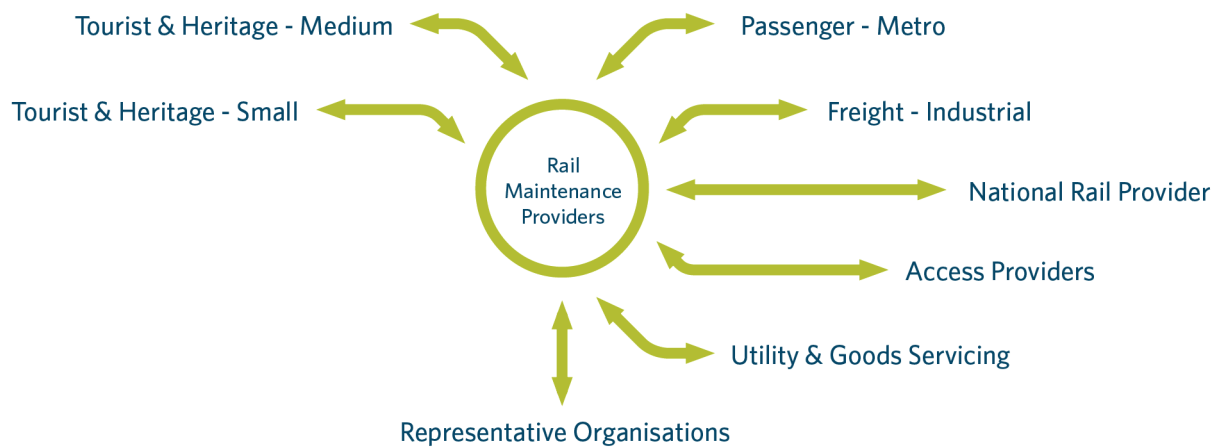 Tourist & Heritage - Medium
Passenger - Metro
Tourist & Heritage - Small
Freight - Industrial
Rail
Maintenance
Providers
National Rail Provider
Access Providers
Utility & Goods Servicing
Representative Organisations